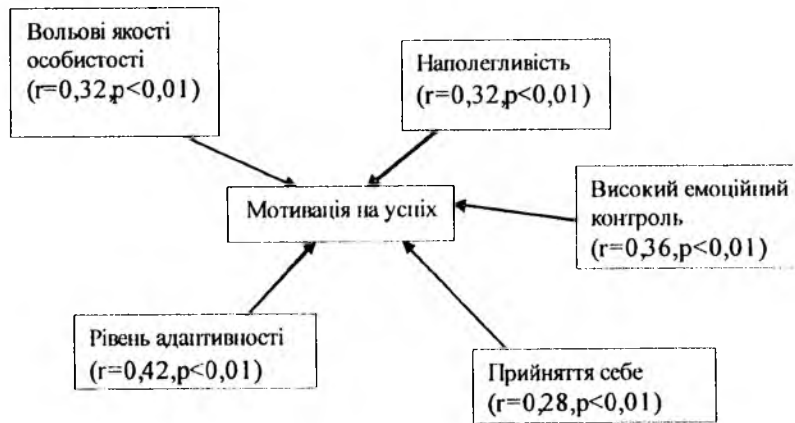 Вольові якості
особистості
(r=0,32,p<0,01)
Наполегливість
(r=0,32,p<0,01)
Мотивація на успіх
Високий емоційний
контроль
(r=0,36,p<0,01)
Рівень адаптивності
(r=0,42,p<0,01)
Прийняття себе
(r=0,28,p<0,01)